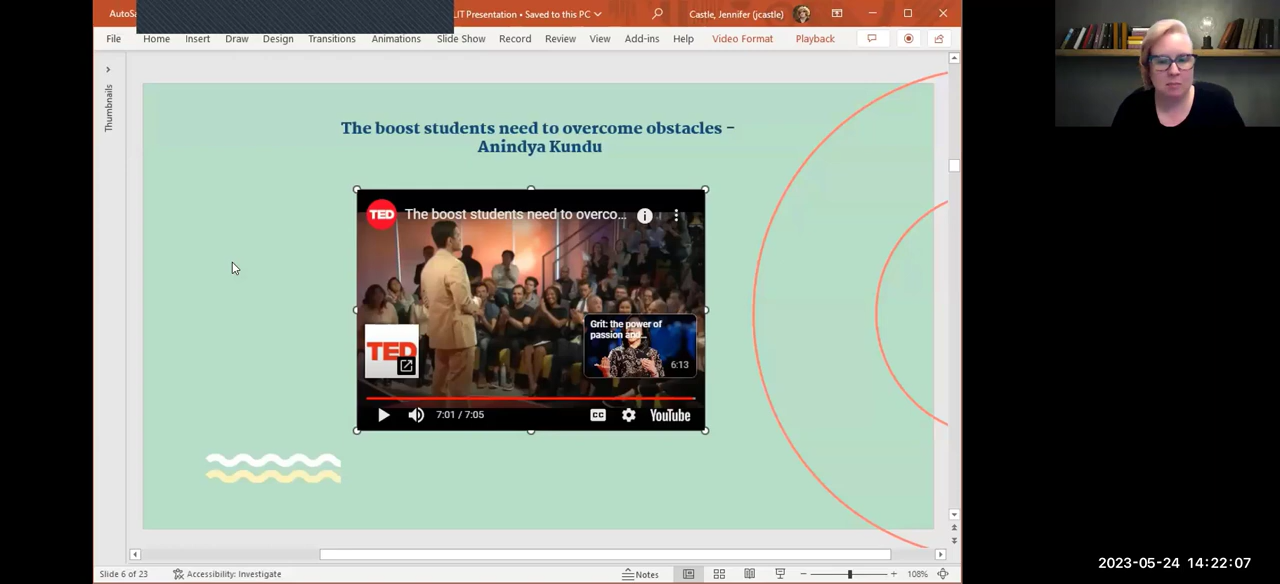 AutoSa
LIT Presentation • Saved to this PC
Castle, Jennifer (jcastle)
File Home Insert Draw Design Transitions Animations Slide Show Record Review View Add-ins Help Video Format Playback
Thumbnails
The boost students need to overcome obstacles –
Anindya Kundu
TED The boost students need to overco...
Grit: the power of
passion and...
TED
6:13
7:01 / 7:05 CC YouTube
Slide 6 of 23 Accessibility: Investigate Notes 108%
2023-05-24 14:22:07